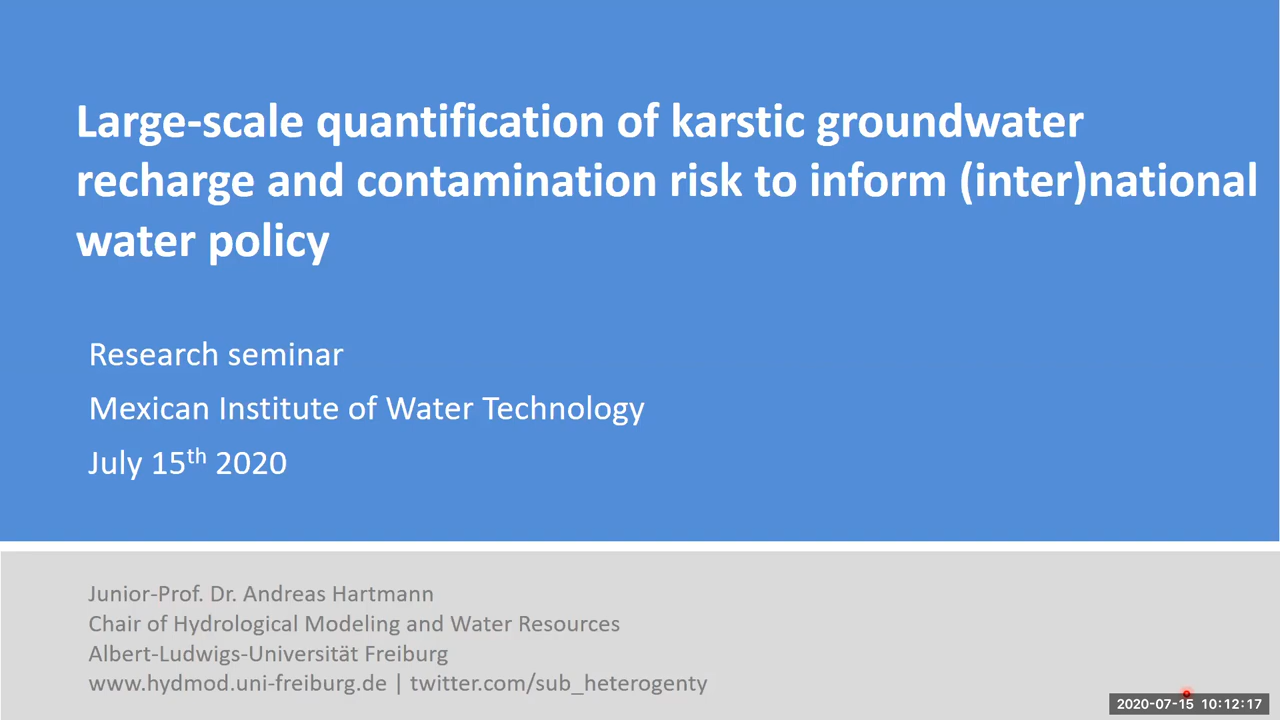 Large-scale quantification of karstic groundwater
recharge and contamination risk to inform (inter)national
water policy
Research seminar
Mexican Institute of Water Technology
July 15th 2020
Junior-Prof. Dr. Andreas Hartmann
Chair of Hydrological Modeling and Water Resources
Albert-Ludwigs-Universität Freiburg
www.hydmod.uni-freiburg.de | twitter.com/sub_heterogenty
2020-07-15 10:12:17